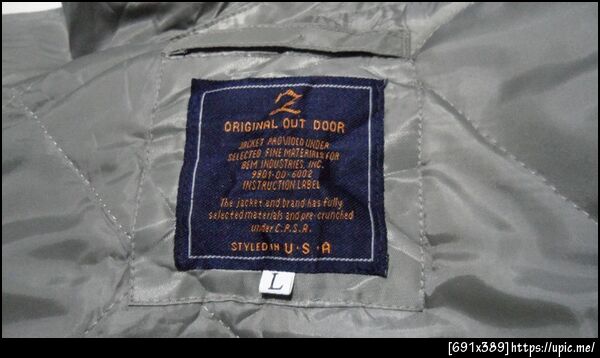 ORIGINAL OUT DOOR
JACKET PROVIDED UNDER
SELECTED FINE MATERIALS FOR
BEM INDUSTRIES, INC.
9901-00-6002
INSTRUCTION LABEL
The jacket and brand has fully
selected materials and pre-crunched
under C.P.S.A.
STYLED IN U·S·A
L
[691x389]https://upic.me/